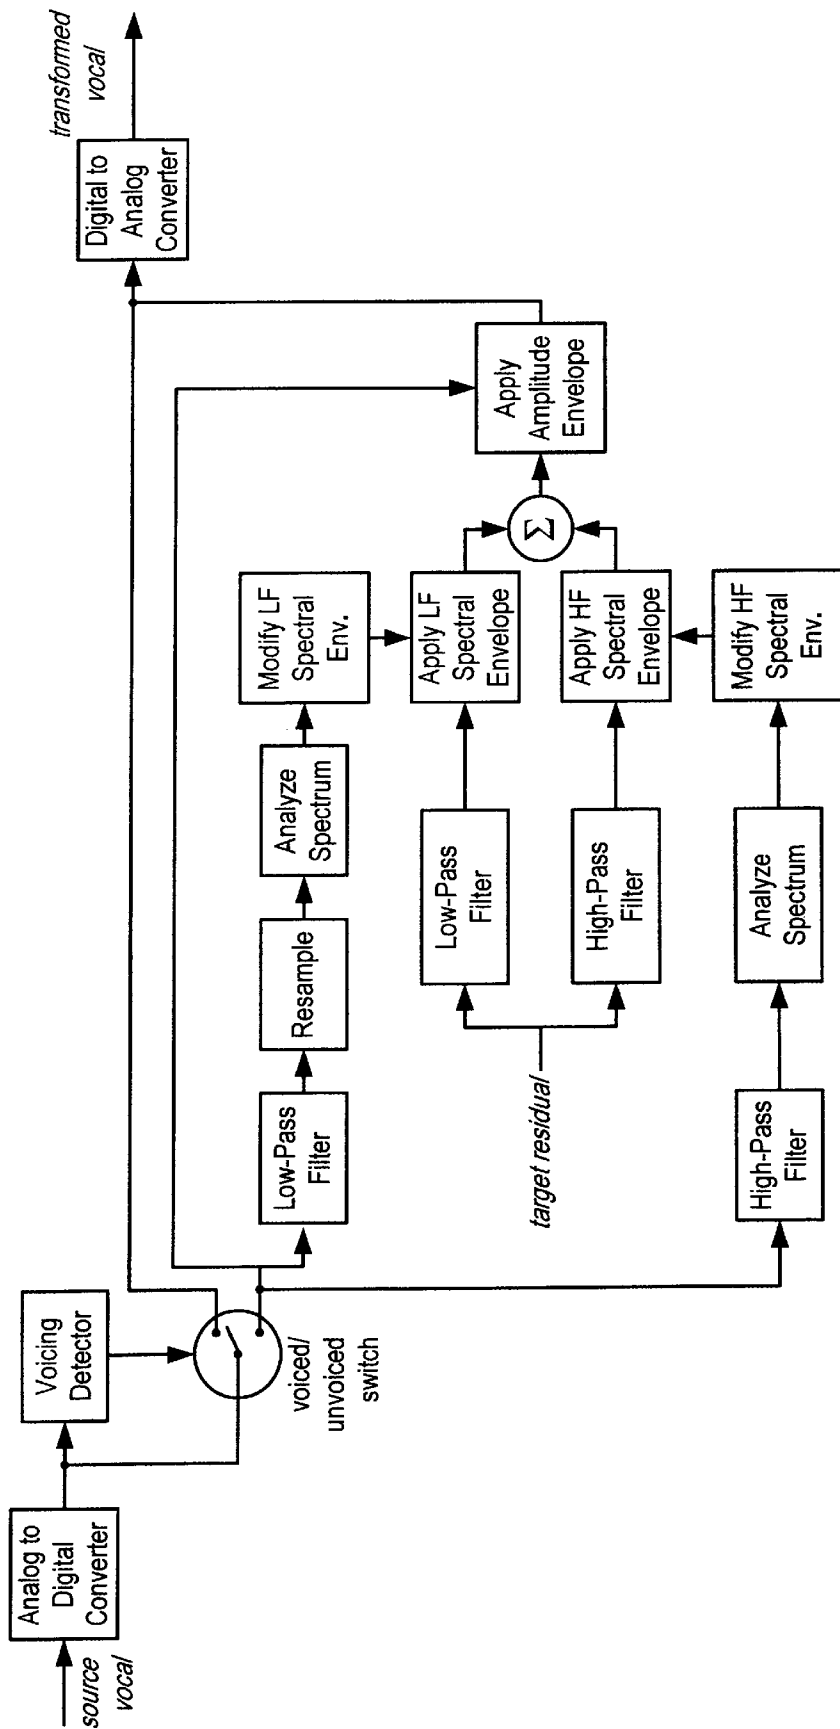 source
vocal
Analog to
Digital
Converter
Voicing
Detector
voiced/
unvoiced
switch
Low-Pass
Filter
Resample
Analyze
Spectrum
Modify LF
Spectral
Env.
target residual
Low-Pass
Filter
Apply LF
Spectral
Envelope
High-Pass
Filter
Apply HF
Spectral
Envelope
High-Pass
Filter
Analyze
Spectrum
Modify HF
Spectral
Env.
Σ
Apply
Amplitude
Envelope
Digital to
Analog
Converter
transformed
vocal